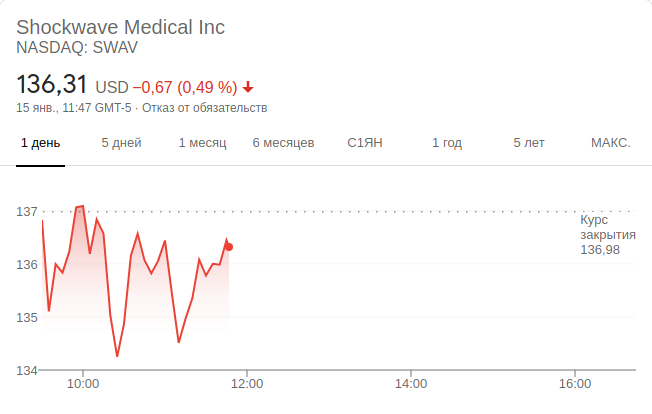 Shockwave Medical Inc
NASDAQ: SWAV
136,31 USD −0,67 (0,49 %)
15 янв., 11:47 GMT-5 · Отказ от обязательств
1 день 5 дней 1 месяц 6 месяцев С1ЯН 1 год 5 лет МАКС.
137
Курс
закрытия
136,98
136
135
134
10:00 12:00 14:00 16:00